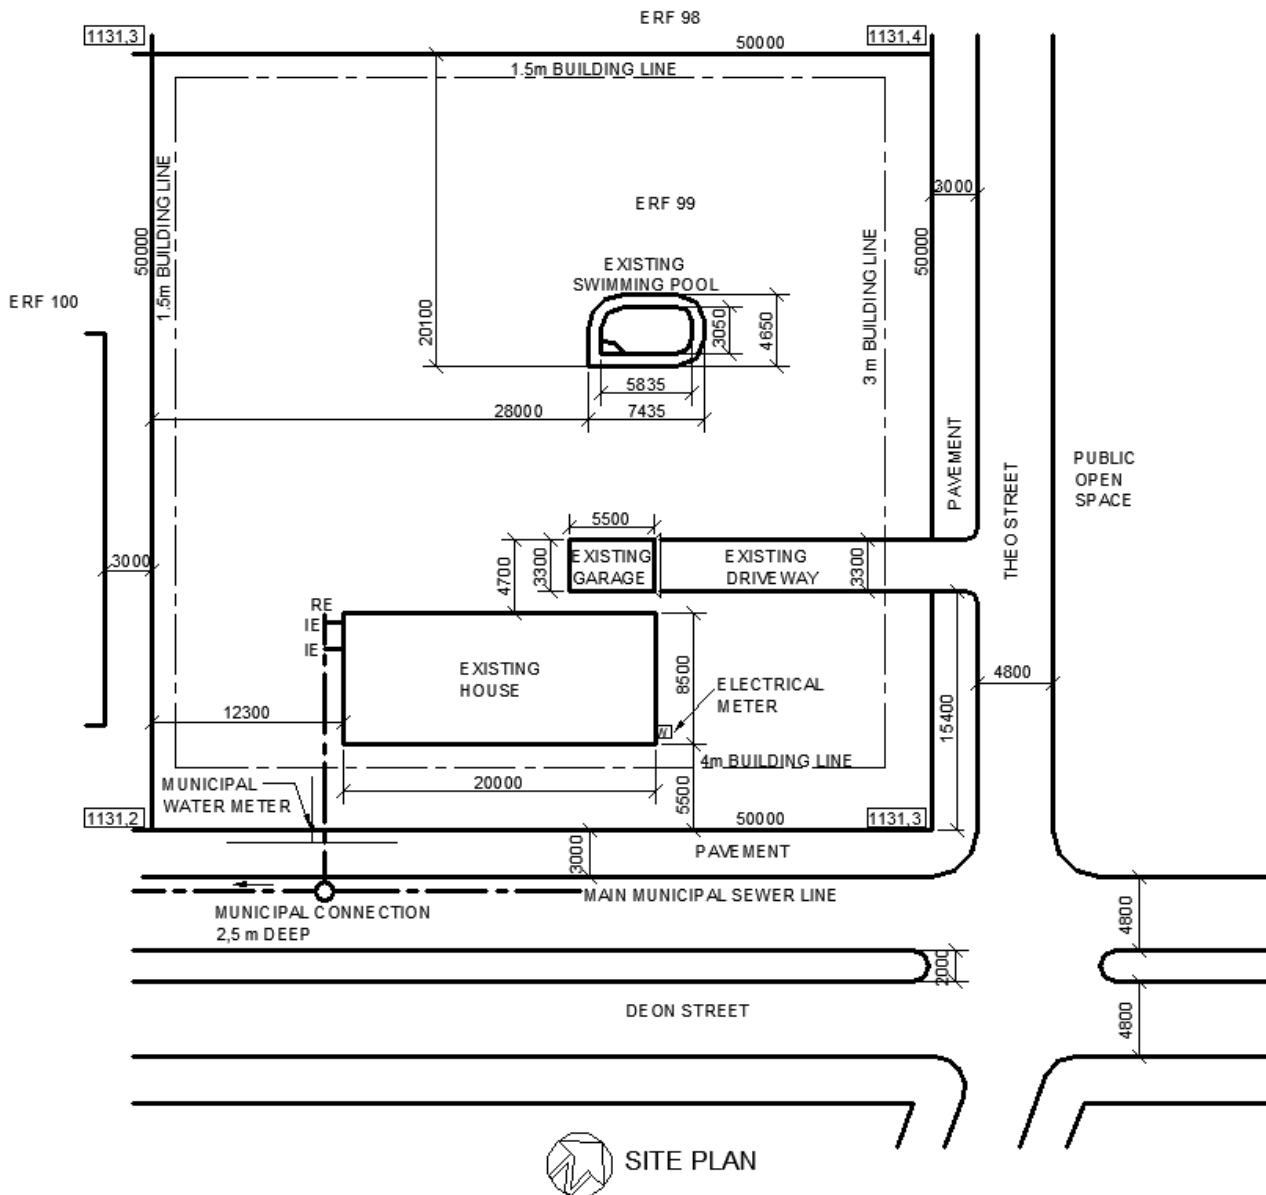 ERF 98
1131,3
50000
1131,4
1.5m BUILDING LINE
3000
ERF 99
1.5m BUILDING LINE
50000
50000
3 m BUILDING LINE
EXISTING
SWIMMING POOL
ERF 100
20100
3050
4650
5835
28000
7435
PAVEMENT
THEO STREET
PUBLIC
OPEN
SPACE
5500
3000
4700
3300
EXISTING
GARAGE
EXISTING
DRIVEWAY
3300
RE
IE
IE
EXISTING
HOUSE
8500
ELECTRICAL
METER
4800
12300
15400
W
4m BUILDING LINE
MUNICIPAL
WATER METER
20000
5500
1131,2
50000
1131,3
3000
PAVEMENT
MAIN MUNICIPAL SEWER LINE
MUNICIPAL CONNECTION
2,5 m DEEP
4800
2000
DEON STREET
4800
SITE PLAN